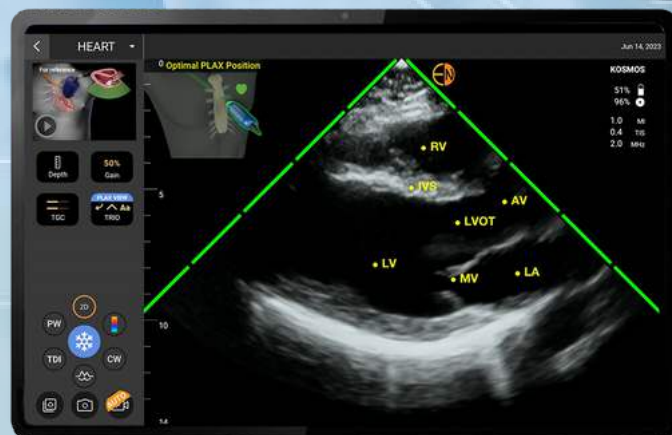 HEART
Jun 14, 2023
For reference
0
Optimal PLAX Position
KOSMOS
51%
96%
1.0 MI
0.4 TIS
2.0 MHz
RV
50%
Depth
Gain
IVS
5
AV
PLAX VIEW
Aa
TGC
TRIO
LVOT
LV
MV
LA
2D
PW
10
TDI
CW
AUTO
14